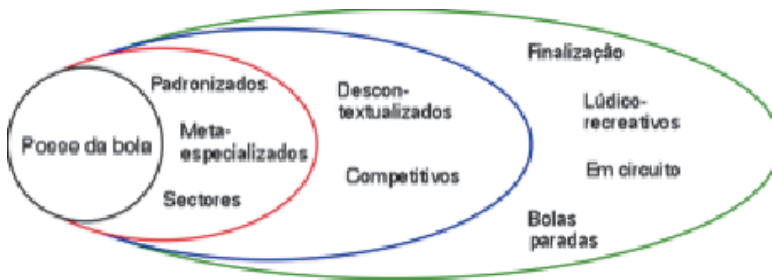 Posse da bola
Padronizados
Meta-
especializados
Sectores
Descon-
textualizados
Competitivos
Finalização
Lúdico-
recreativos
Em circuito
Bolas
paradas